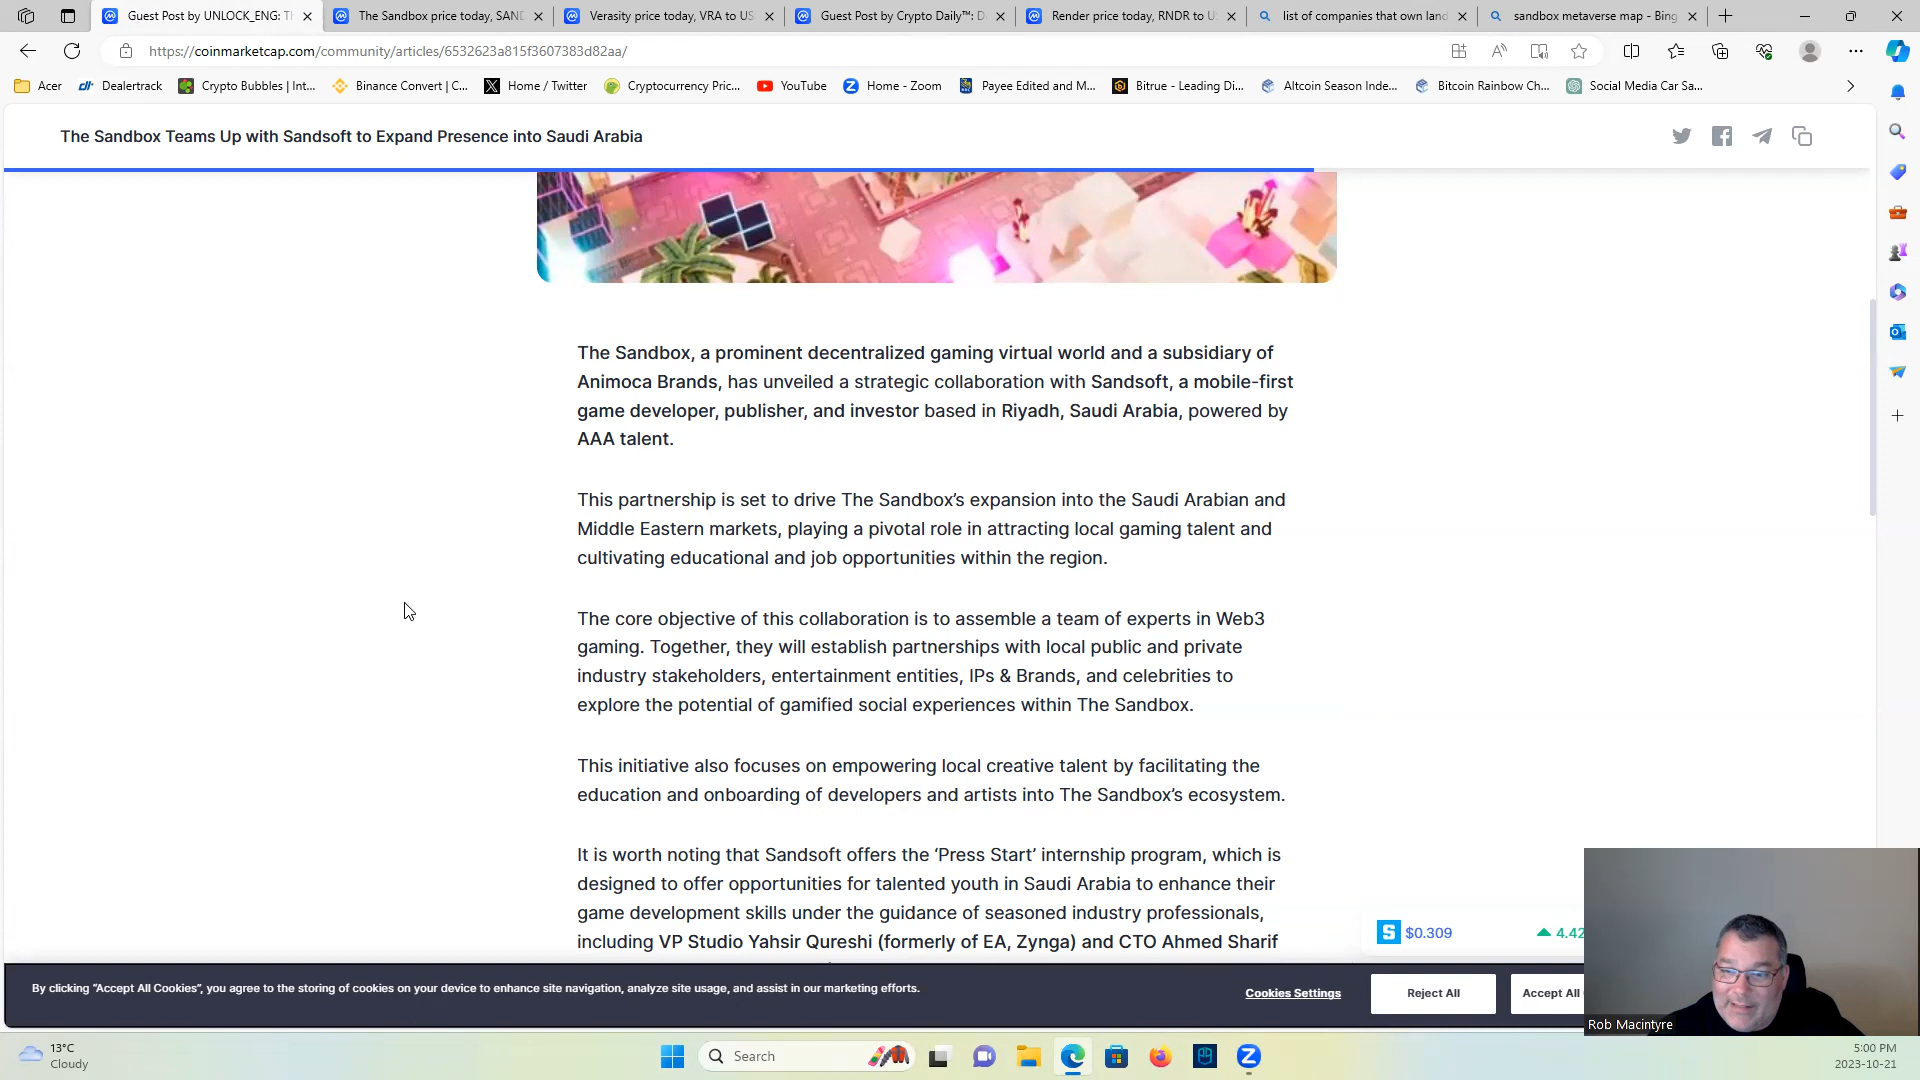 Guest Post by UNLOCK_ENG: T
The Sandbox price today, SAND
Verasity price today, VRA to US
Guest Post by Crypto Daily™: D
Render price today, RNDR to U
list of companies that own land
sandbox metaverse map - Bing
https://coinmarketcap.com/community/articles/6532623a815f3607383d82aa/
Acer
Dealertrack
Crypto Bubbles | Int...
Binance Convert | C...
Home / Twitter
Cryptocurrency Pric...
YouTube
Home - Zoom
Payee Edited and M...
Bitrue - Leading Di...
Altcoin Season Inde...
Bitcoin Rainbow Ch...
Social Media Car Sa...
The Sandbox Teams Up with Sandsoft to Expand Presence into Saudi Arabia
The Sandbox, a prominent decentralized gaming virtual world and a subsidiary of
Animoca Brands, has unveiled a strategic collaboration with Sandsoft, a mobile-first
game developer, publisher, and investor based in Riyadh, Saudi Arabia, powered by
AAA talent.
This partnership is set to drive The Sandbox’s expansion into the Saudi Arabian and
Middle Eastern markets, playing a pivotal role in attracting local gaming talent and
cultivating educational and job opportunities within the region.
The core objective of this collaboration is to assemble a team of experts in Web3
gaming. Together, they will establish partnerships with local public and private
industry stakeholders, entertainment entities, IPs & Brands, and celebrities to
explore the potential of gamified social experiences within The Sandbox.
This initiative also focuses on empowering local creative talent by facilitating the
education and onboarding of developers and artists into The Sandbox’s ecosystem.
It is worth noting that Sandsoft offers the ‘Press Start’ internship program, which is
designed to offer opportunities for talented youth in Saudi Arabia to enhance their
game development skills under the guidance of seasoned industry professionals,
including VP Studio Yahsir Qureshi (formerly of EA, Zynga) and CTO Ahmed Sharif
$0.309
4.42
By clicking “Accept All Cookies”, you agree to the storing of cookies on your device to enhance site navigation, analyze site usage, and assist in our marketing efforts.
Cookies Settings
Reject All
Accept All
Rob Macintyre
13°C
Cloudy
Search
5:00 PM
2023-10-21